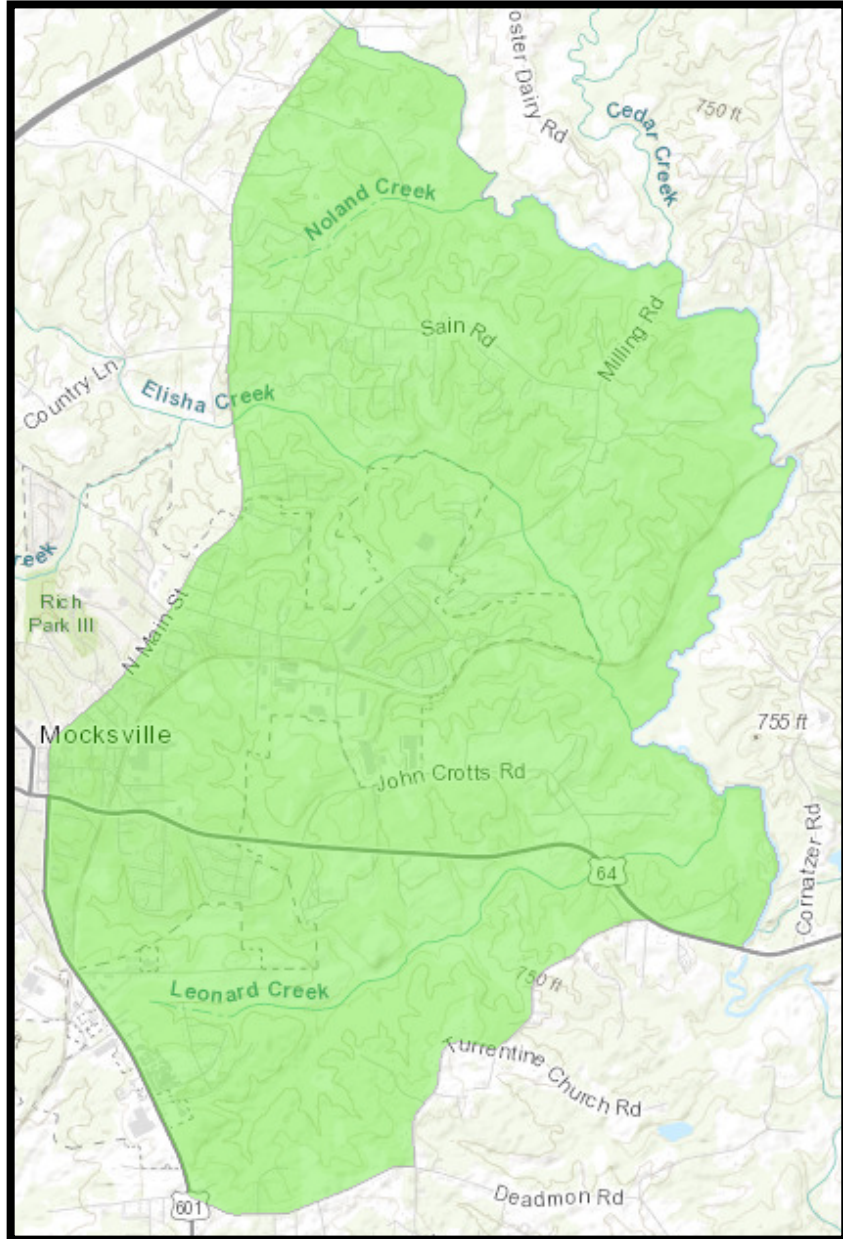 oster Dairy Rd
Cedar Creek
750 ft
Noland Creek
Sain Rd
Milling Rd
Country Ln
Elisha Creek
reek
Rich
Park III
N Main St
Mocksville
755 ft
John Crotts Rd
64
Cornatzer Rd
750 ft
Leonard Creek
Turrentine Church Rd
Deadmon Rd
601